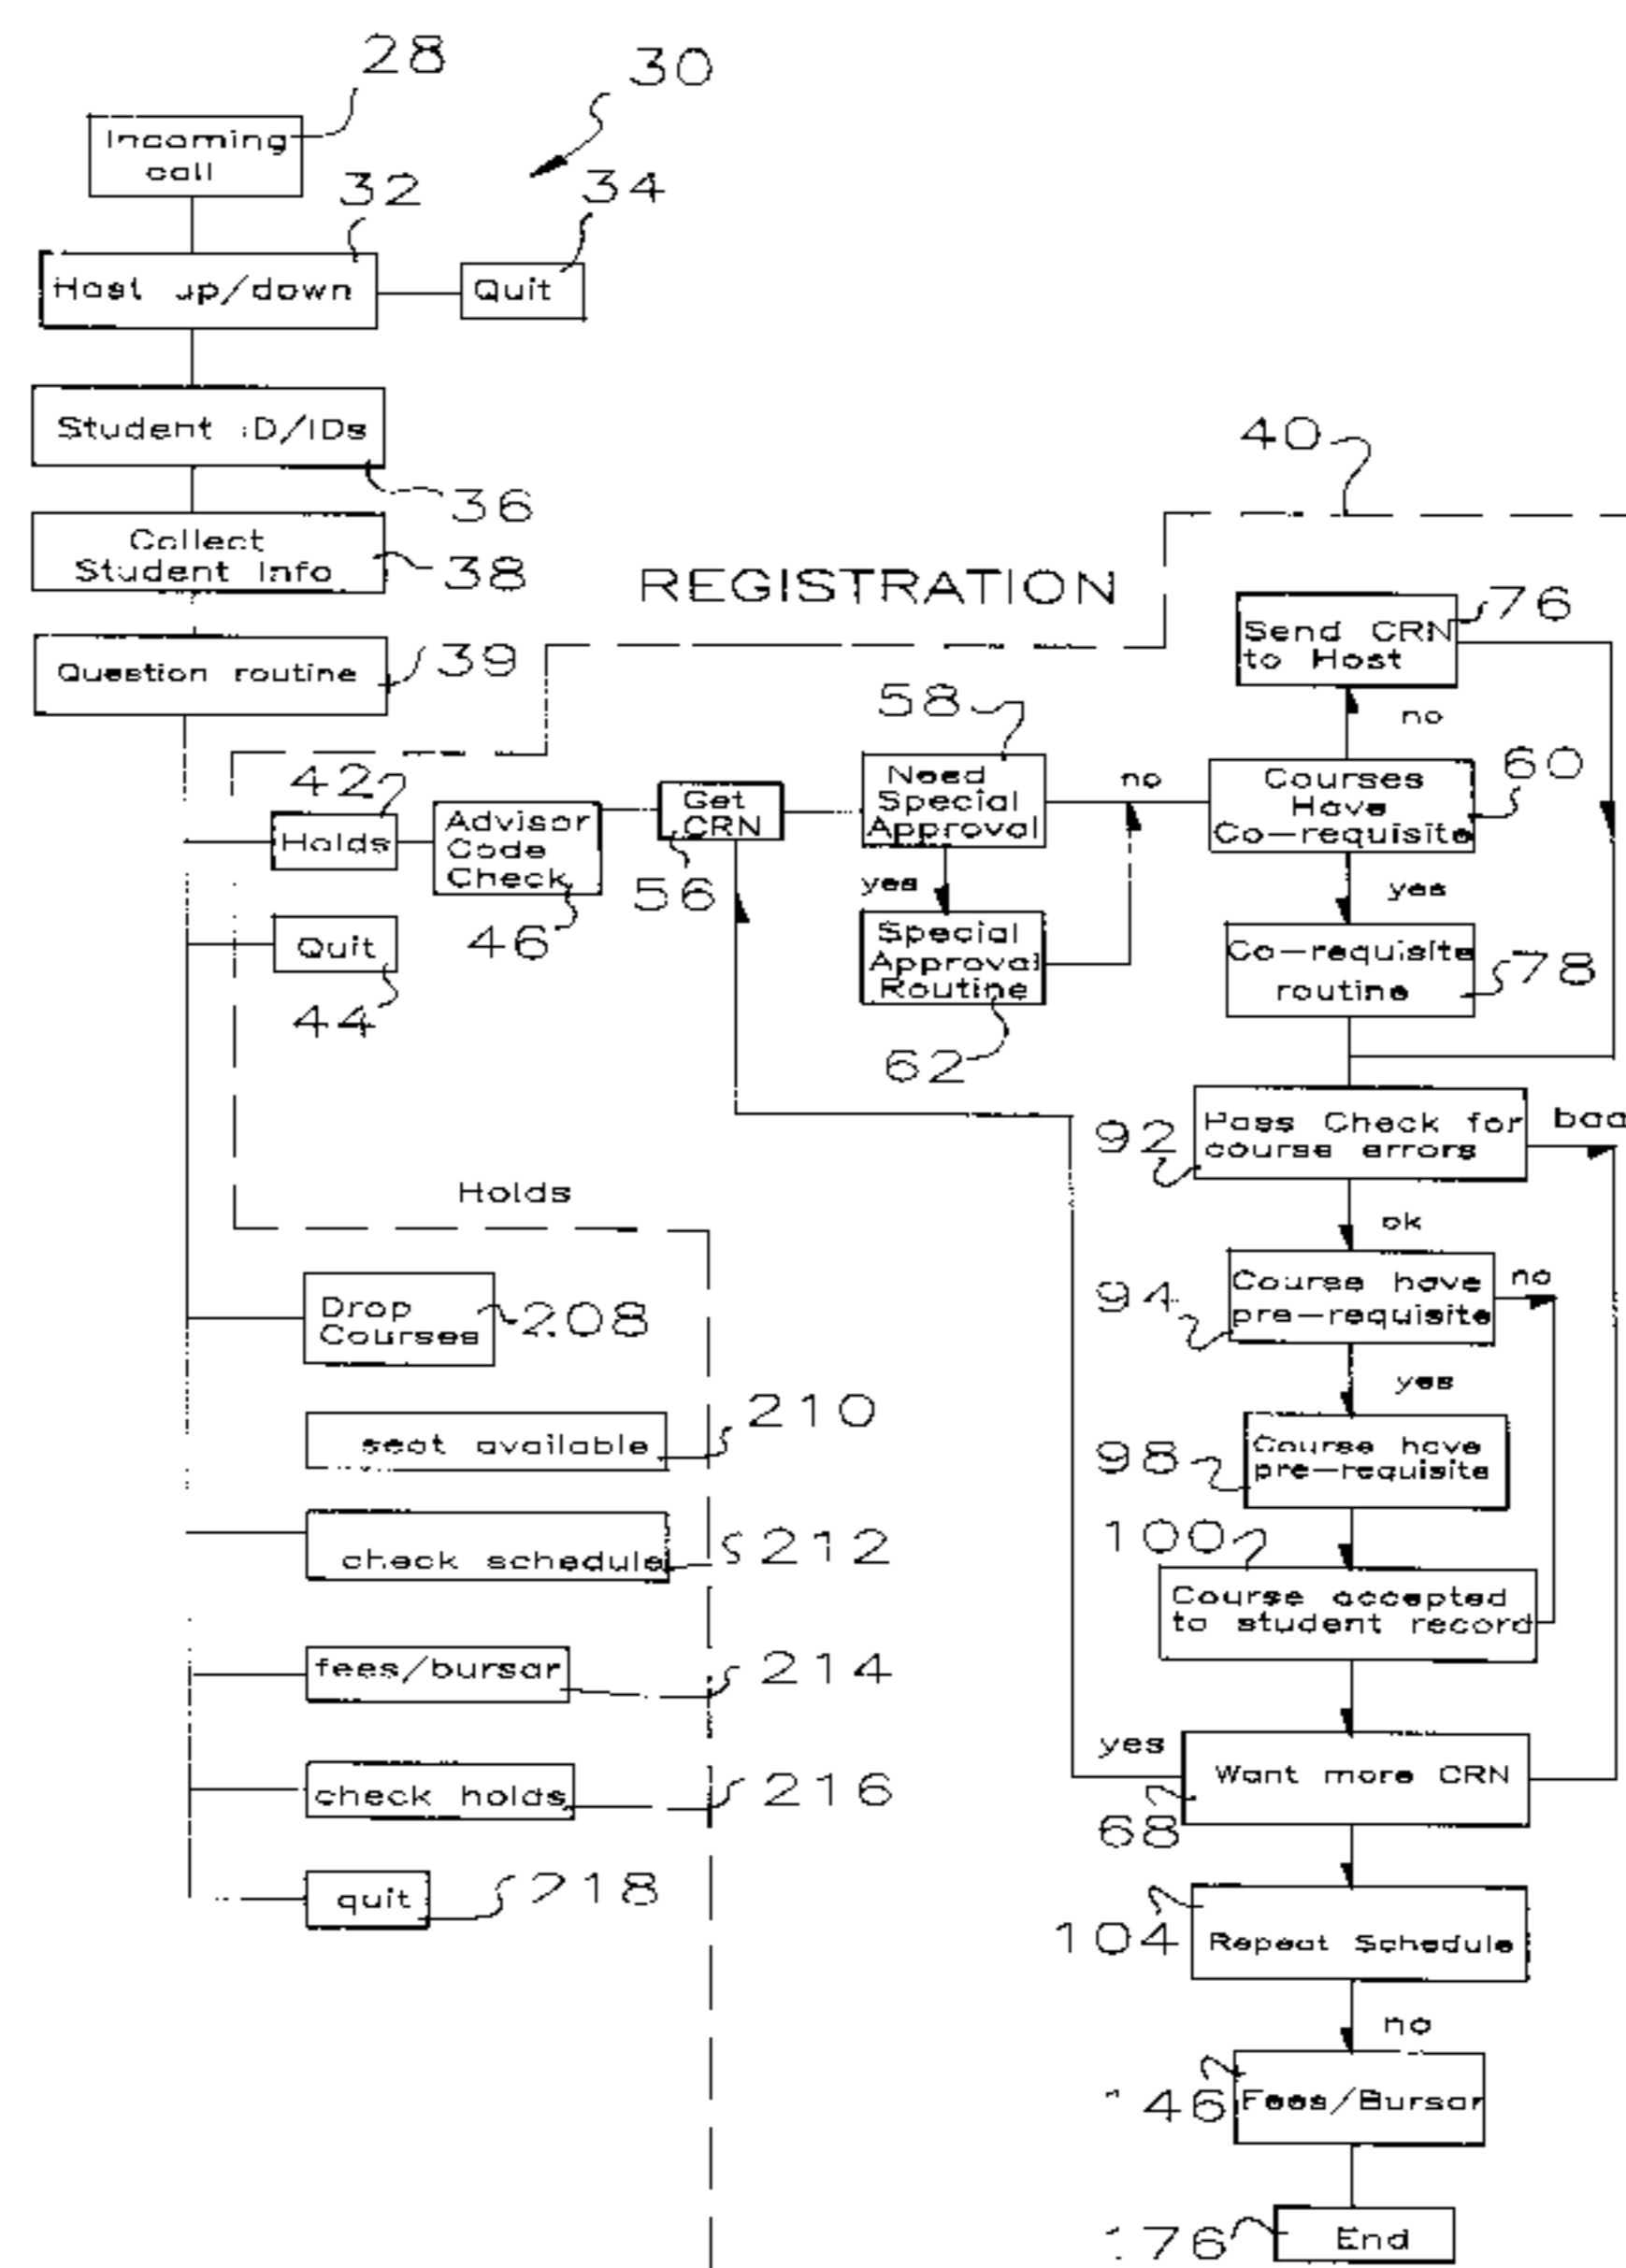 28
30
Incoming
call
32
34
Host up/down
Quit
Student ID/IDs
36
Collect
Student Info
38
40
REGISTRATION
Question routine
39
Send CRN
to Host
76
no
58
42
Holds
Advisor
Code
Check
46
Get
CRN
56
Need
Special
Approval
no
Courses
Have
Co-requisite
60
yes
yes
Quit
44
Special
Approval
Routine
62
Co-requisite
routine
78
92
Pass Check for
course errors
bad
Holds
ok
Drop
Courses
208
94
Course have
pre-requisite
no
yes
seat available
210
98
Course have
pre-requisite
check schedule
212
100
Course accepted
to student record
fees/bursar
214
yes
Want more CRN
68
check holds
216
quit
218
104
Repeat Schedule
no
146
Fees/Bursar
176
End